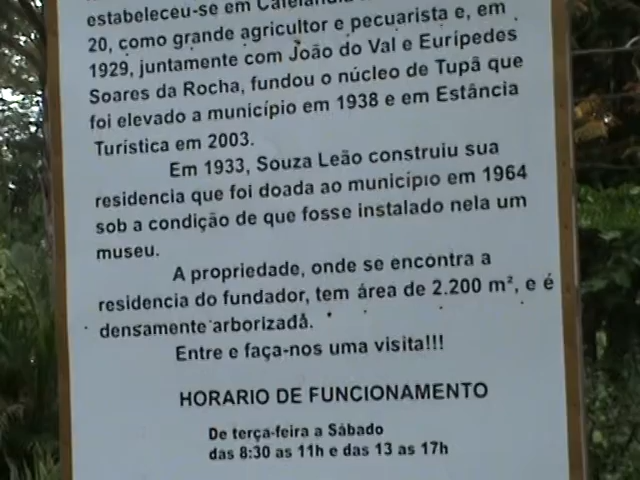 estabeleceu-se em
20, como grande agricultor e pecuarista e, em
1929, juntamente com João do Val e Eurípedes
Soares da Rocha, fundou o núcleo de Tupã que
foi elevado a município em 1938 e em Estância
Turística em 2003.
Em 1933, Souza Leão construiu sua
residencia que foi doada ao município em 1964
sob a condição de que fosse instalado nela um
museu.
A propriedade, onde se encontra a
residencia do fundador, tem área de 2.200 m², e é
densamente arborizada.
Entre e faça-nos uma visita!!!
HORARIO DE FUNCIONAMENTO
De terça-feira a Sábado
das 8:30 as 11h e das 13 as 17h